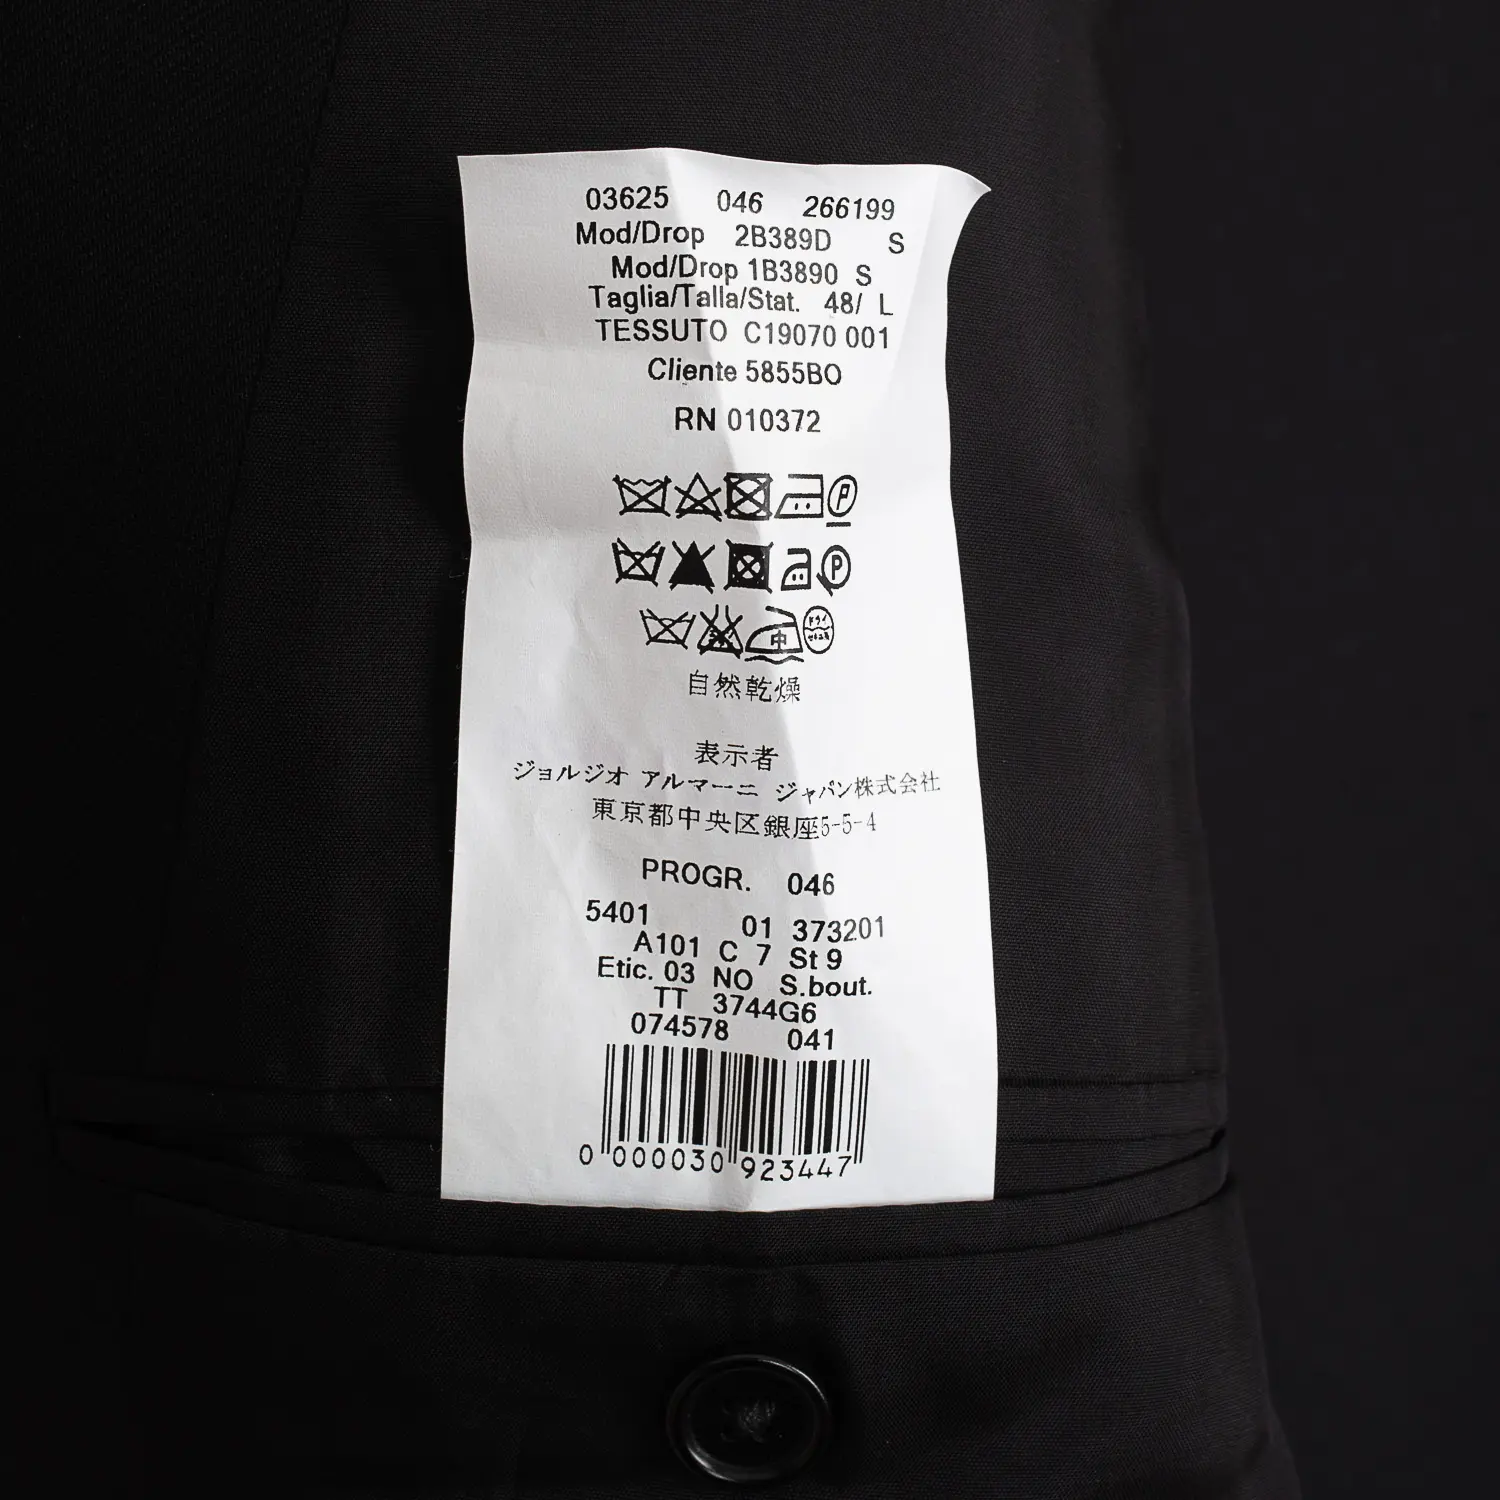 03625 046 266199
Mod/Drop 2B389D S
Mod/Drop 1B3890 S
Taglia/Talla/Stat. 48/ L
TESSUTO C19070 001
Cliente 5855BO
RN 010372
P
P
中 ドライ
自然乾燥
表示者
ジョルジオ アルマーニ ジャパン株式会社
東京都中央区銀座5-5-4
PROGR. 046
5401 01 373201
A101 C 7 St 9
Etic. 03 NO S.bout.
TT 3744G6
074578 041
0 000030 923447